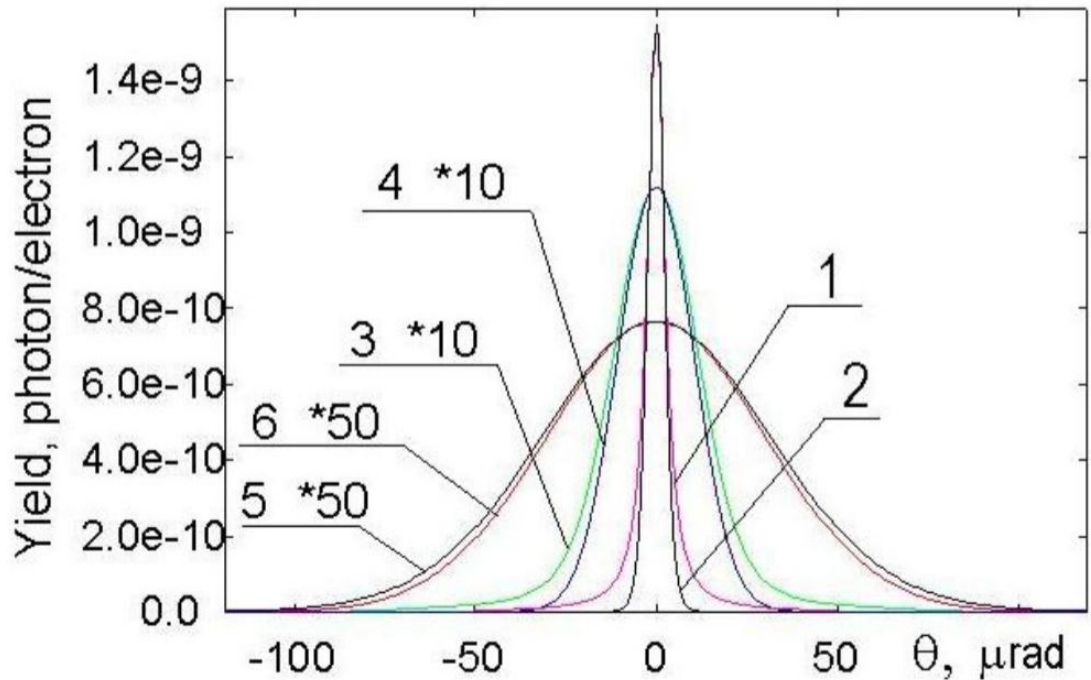 Yield, photon/electron
1.4e-9
1.2e-9
1.0e-9
8.0e-10
6.0e-10
4.0e-10
2.0e-10
0.0
4 *10
3 *10
6 *50
5 *50
1
2
-100
-50
0
50
θ, μrad